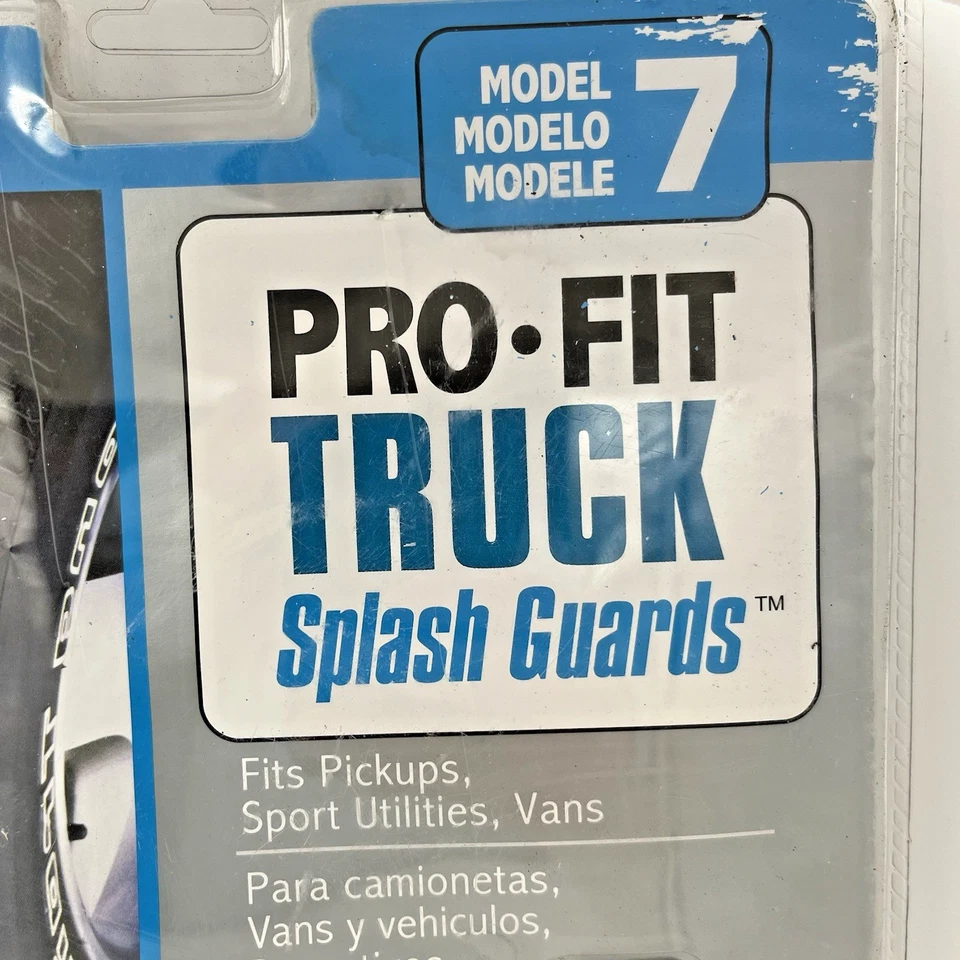 MODEL
MODELO
MODELE
7
PRO•FIT
TRUCK
Splash Guards™
Fits Pickups,
Sport Utilities, Vans
Para camionetas,
Vans y vehiculos,